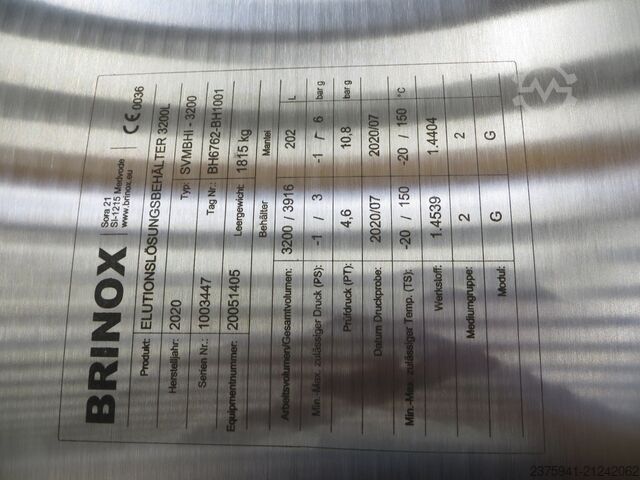 BRINOX
Sora 21
SI-1215 Medvode
www.brinox.eu
CE 0036
Produkt: ELUTIONSLÖSUNGSBEHÄLTER 3200L
Herstelljahr: 2020 Typ: SVMBHI - 3200
Serien Nr.: 1003447 Tag Nr.: BH6762-BH1001
Equipmentnummer: 20051405 Leergewicht: 1815 kg
Behälter Mantel
Arbeitsvolumen/Gesamtvolumen: 3200 / 3916 202 L
Min.-Max. zulässiger Druck (PS): -1 / 3 -1 / 6 bar g
Prüfdruck (PT): 4,6 10,8 bar g
Datum Druckprobe: 2020/07 2020/07
Min.-Max. zulässiger Temp. (TS): -20 / 150 -20 / 150 °C
Werkstoff: 1.4539 1.4404
Mediumgruppe: 2 2
Modul: G G
2375941-21242062